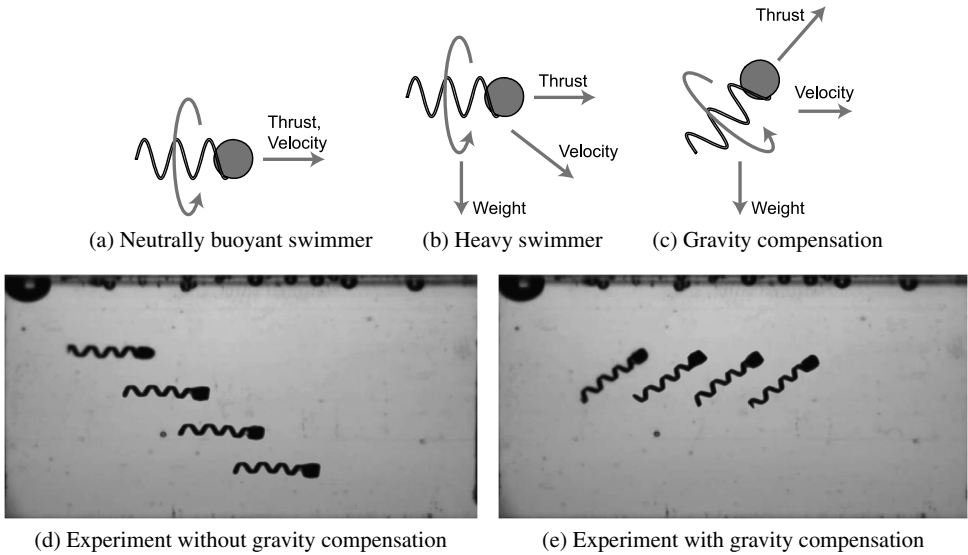 Thrust,
Velocity
(a) Neutrally buoyant swimmer
Thrust
Velocity
Weight
(b) Heavy swimmer
Thrust
Velocity
Weight
(c) Gravity compensation
(d) Experiment without gravity compensation
(e) Experiment with gravity compensation